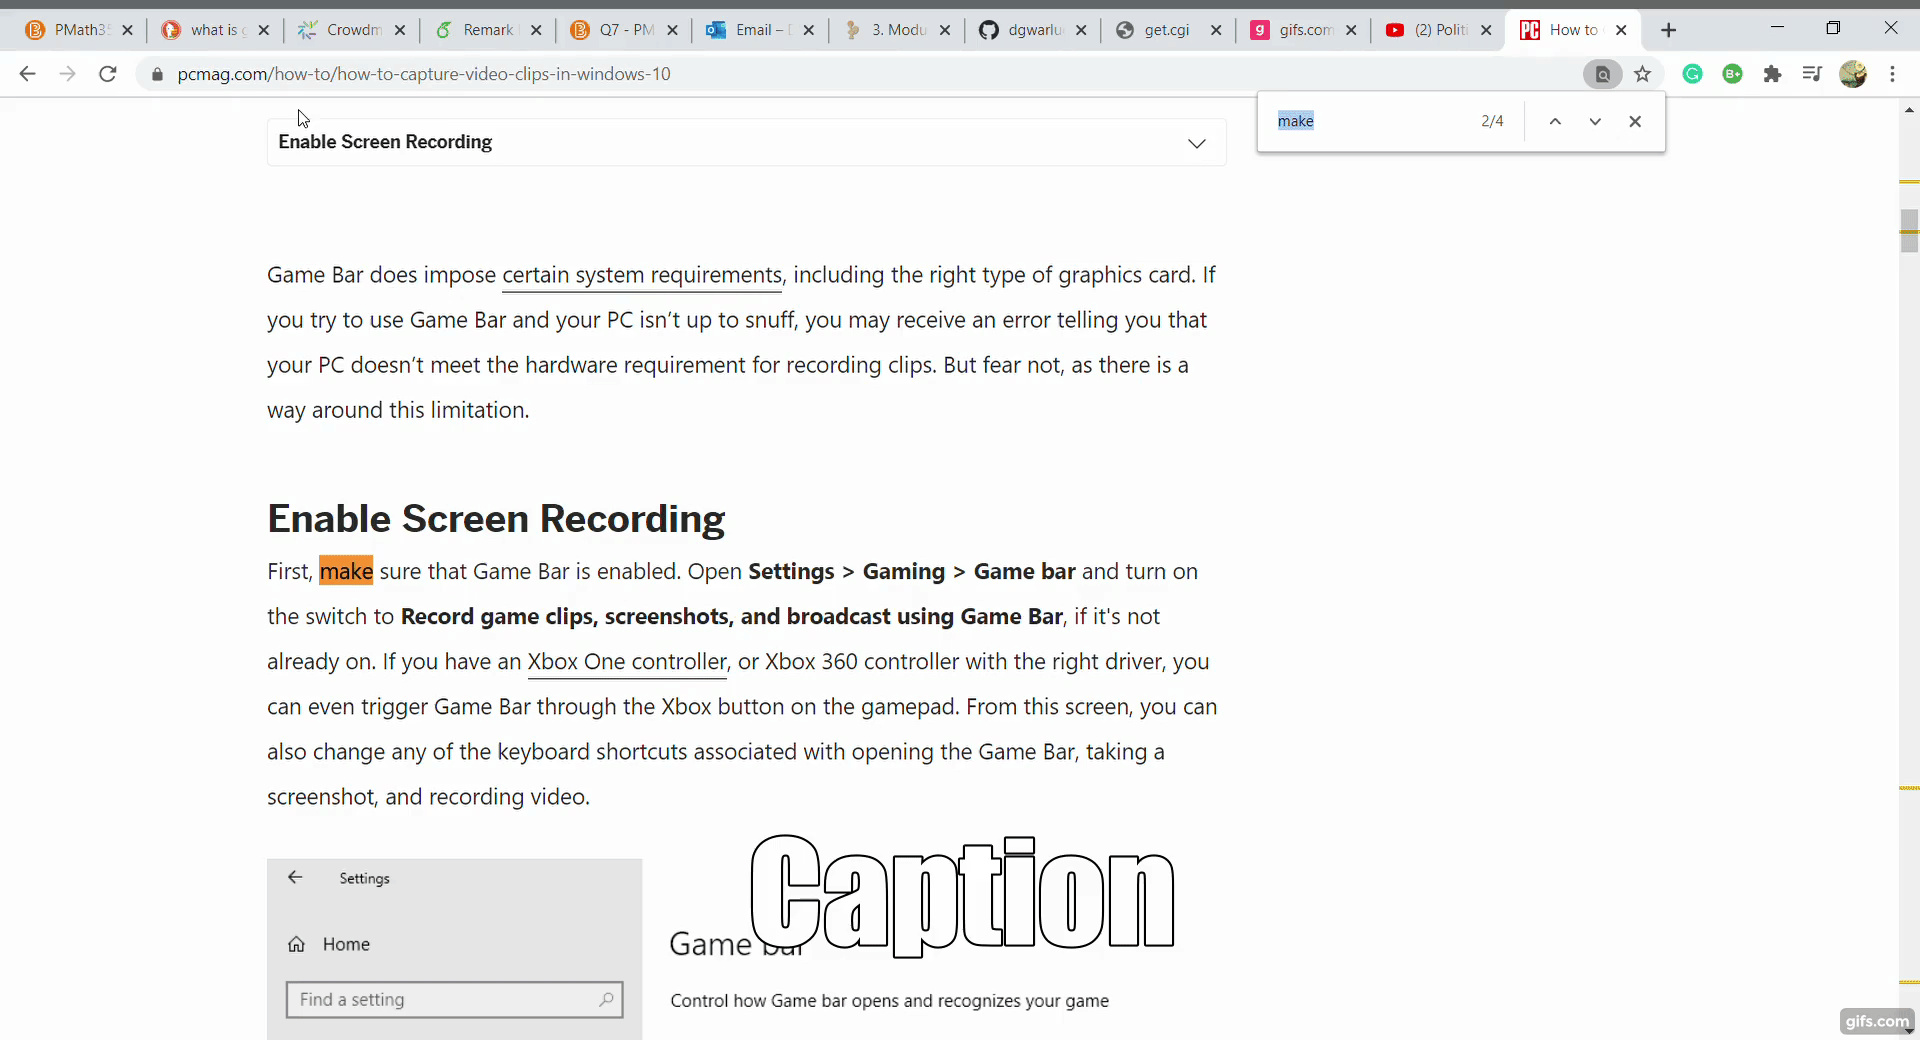 PMath35
what is g
Crowdm
Remark
Q7 - PM
Email –
3. Modu
dgwarlu
get.cgi
gifs.com
(2) Politi
How to
pcmag.com/how-to/how-to-capture-video-clips-in-windows-10
make 2/4
Enable Screen Recording
Game Bar does impose certain system requirements, including the right type of graphics card. If
you try to use Game Bar and your PC isn’t up to snuff, you may receive an error telling you that
your PC doesn’t meet the hardware requirement for recording clips. But fear not, as there is a
way around this limitation.
Enable Screen Recording
First, make sure that Game Bar is enabled. Open Settings > Gaming > Game bar and turn on
the switch to Record game clips, screenshots, and broadcast using Game Bar, if it's not
already on. If you have an Xbox One controller, or Xbox 360 controller with the right driver, you
can even trigger Game Bar through the Xbox button on the gamepad. From this screen, you can
also change any of the keyboard shortcuts associated with opening the Game Bar, taking a
screenshot, and recording video.
Caption
Settings
Home
Game bar
Find a setting
Control how Game bar opens and recognizes your game
gifs.com